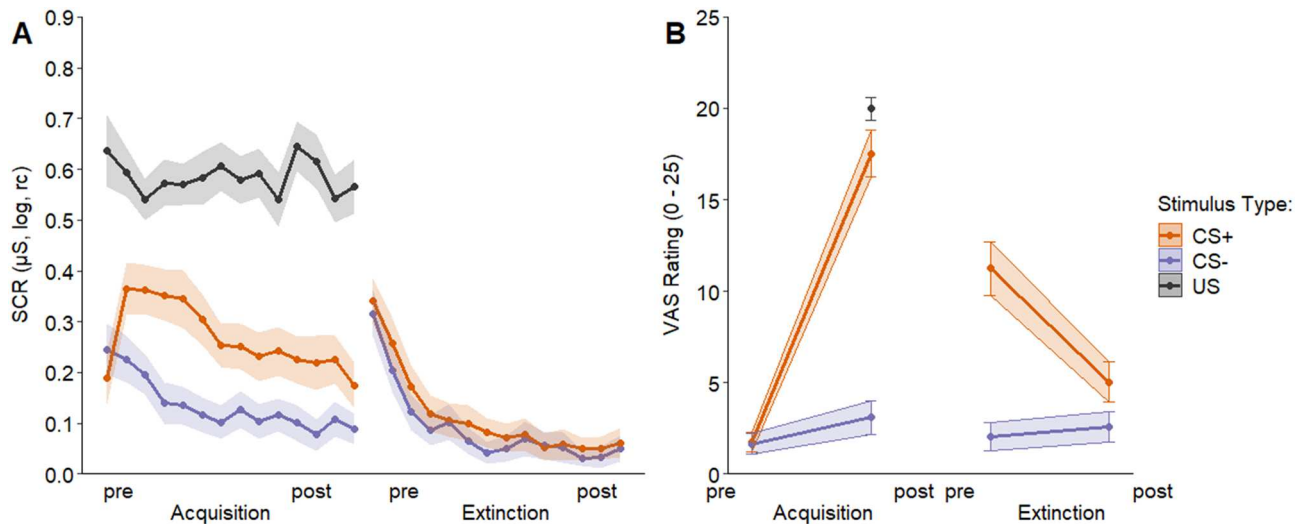 A
SCR (µS, log, rc)
0.9
0.8
0.7
0.6
0.5
0.4
0.3
0.2
0.1
0.0
pre
post
pre
post
Acquisition
Extinction
B
VAS Rating (0 - 25)
25
20
15
10
5
0
pre
post
pre
post
Acquisition
Extinction
Stimulus Type:
CS+
CS-
US